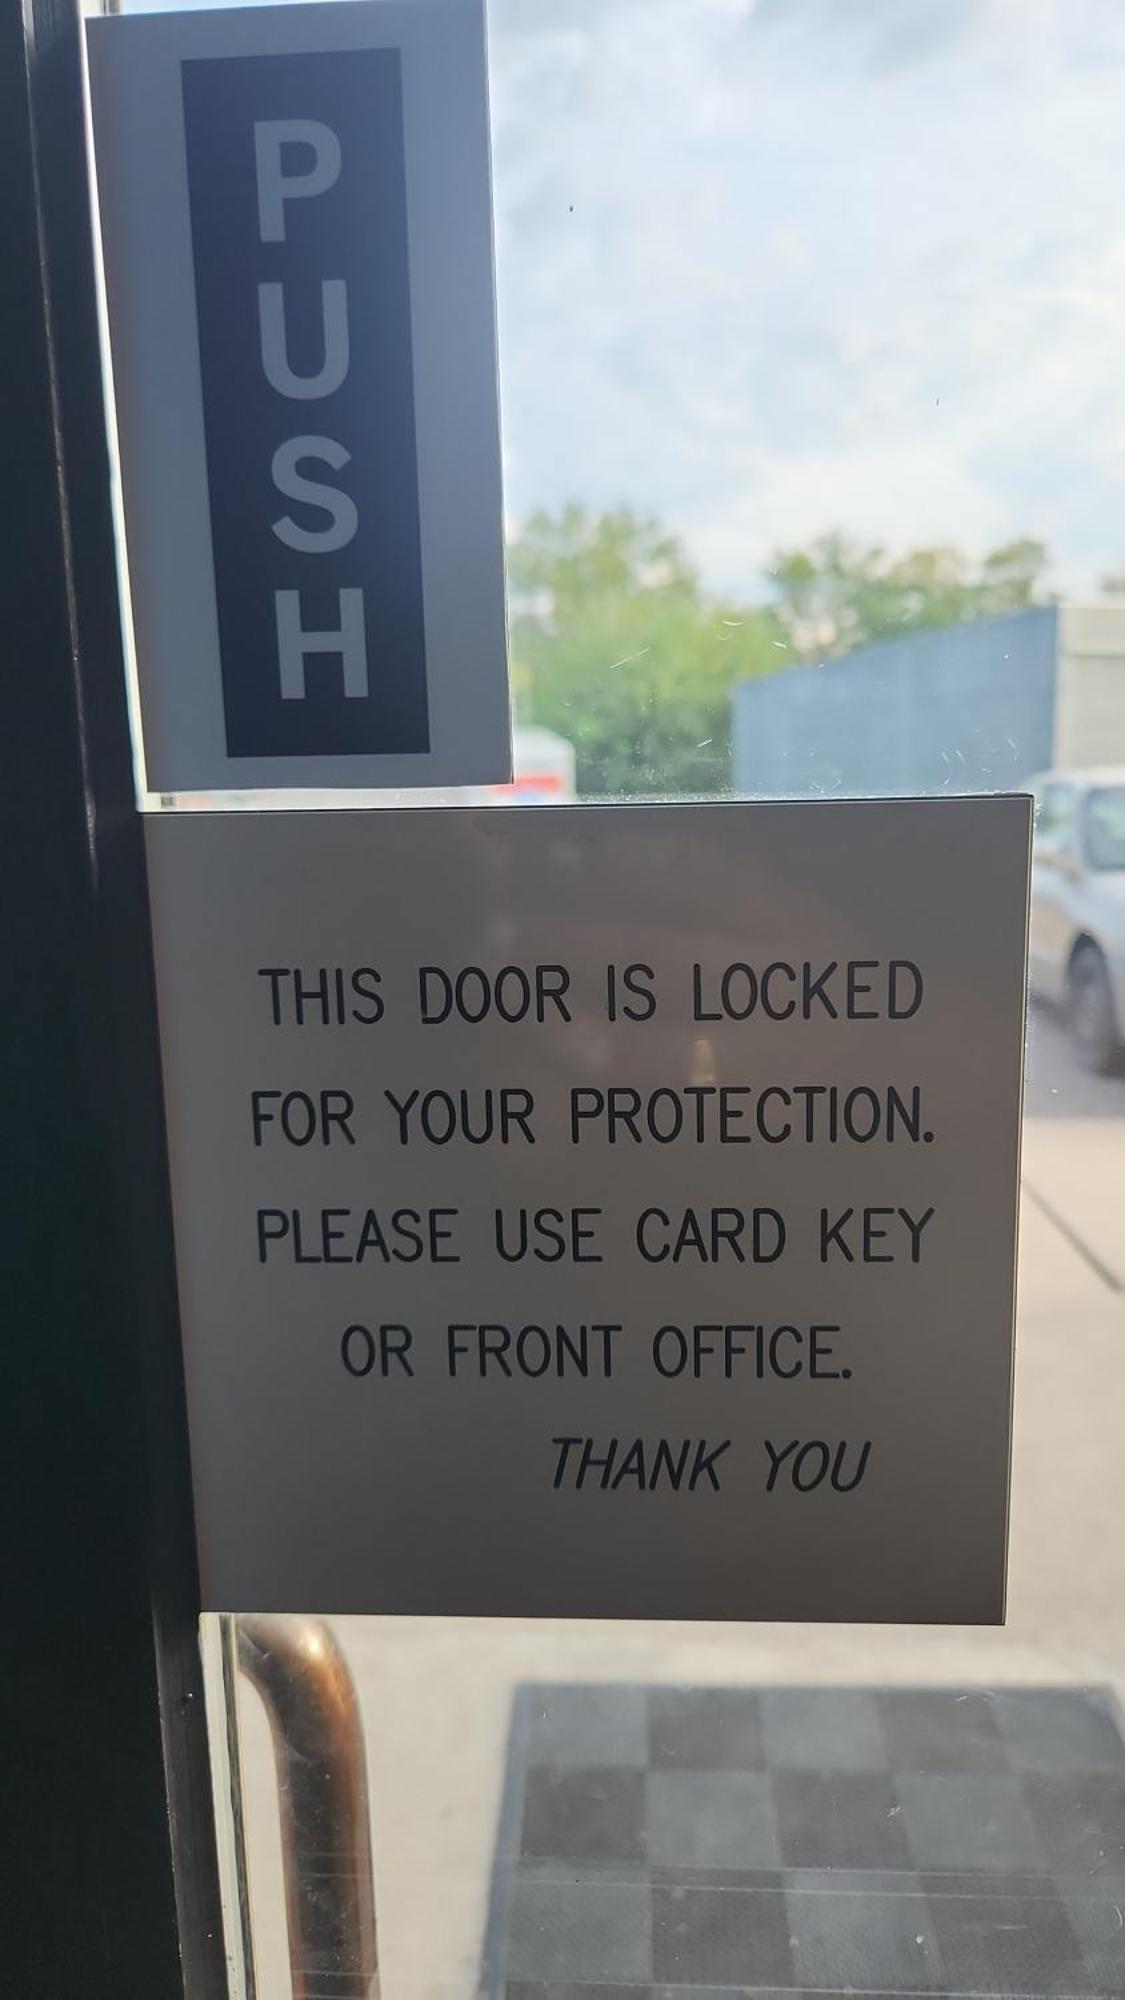 PUSH
THIS DOOR IS LOCKED
FOR YOUR PROTECTION.
PLEASE USE CARD KEY
OR FRONT OFFICE.
THANK YOU